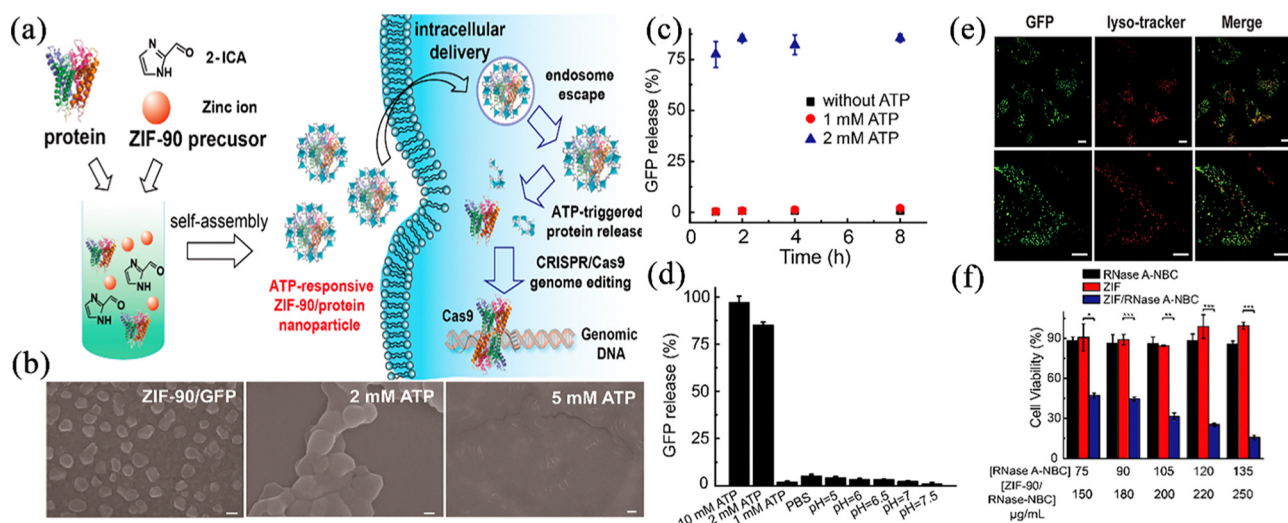 (a)
2-ICA
Zinc ion
protein
ZIF-90 precusor
self-assembly
ATP-responsive
ZIF-90/protein
nanoparticle
intracellular
delivery
endosome
escape
ATP-triggered
protein release
CRISPR/Cas9
genome editing
Cas9
Genomic
DNA
(b)
ZIF-90/GFP
2 mM ATP
5 mM ATP
(c)
GFP release (%)
75
50
25
0
without ATP
1 mM ATP
2 mM ATP
0 2 4 6 8
Time (h)
(d)
GFP release (%)
100
75
50
25
0
10 mM ATP
2 mM ATP
1 mM ATP
PBS
pH=5
pH=6
pH=6.5
pH=7
pH=7.5
(e)
GFP lyso-tracker Merge
(f)
RNase A-NBC
ZIF
ZIF/RNase A-NBC
Cell Viability (%)
90
60
30
0
* *** ** *** ***
[RNase A-NBC] 75 90 105 120 135
[ZIF-90/
RNase-NBC] 150 180 200 220 250
μg/mL